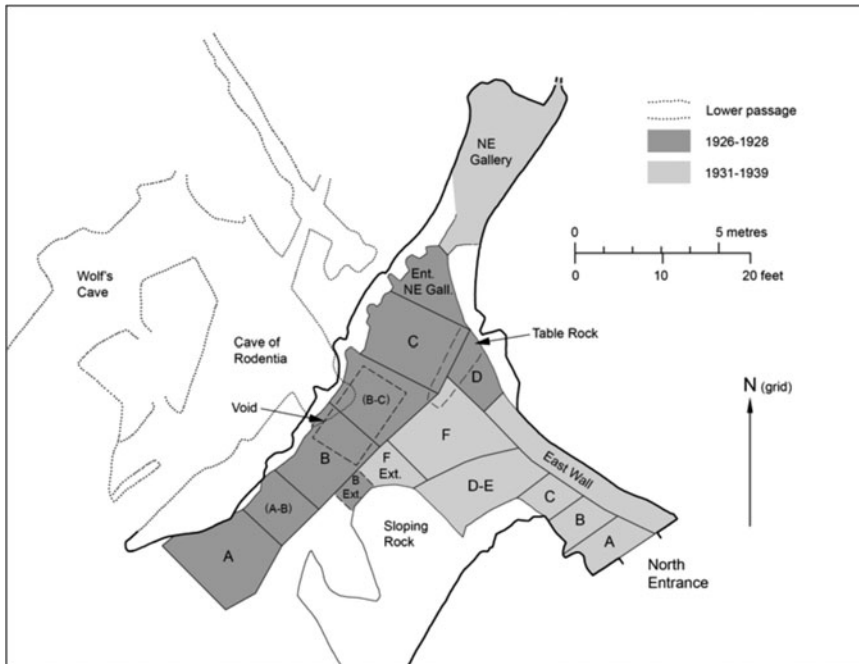 NE
Gallery
Lower passage
1926-1928
1931-1939
0 5 metres
0 10 20 feet
Wolf's
Cave
Ent.
NE Gall.
Cave of
Rodentia
C
Table Rock
D
N (grid)
(B-C)
Void
B
F
F
Ext.
B
Ext.
East Wall
(A-B)
D-E
C
B
A
A
Sloping
Rock
North
Entrance